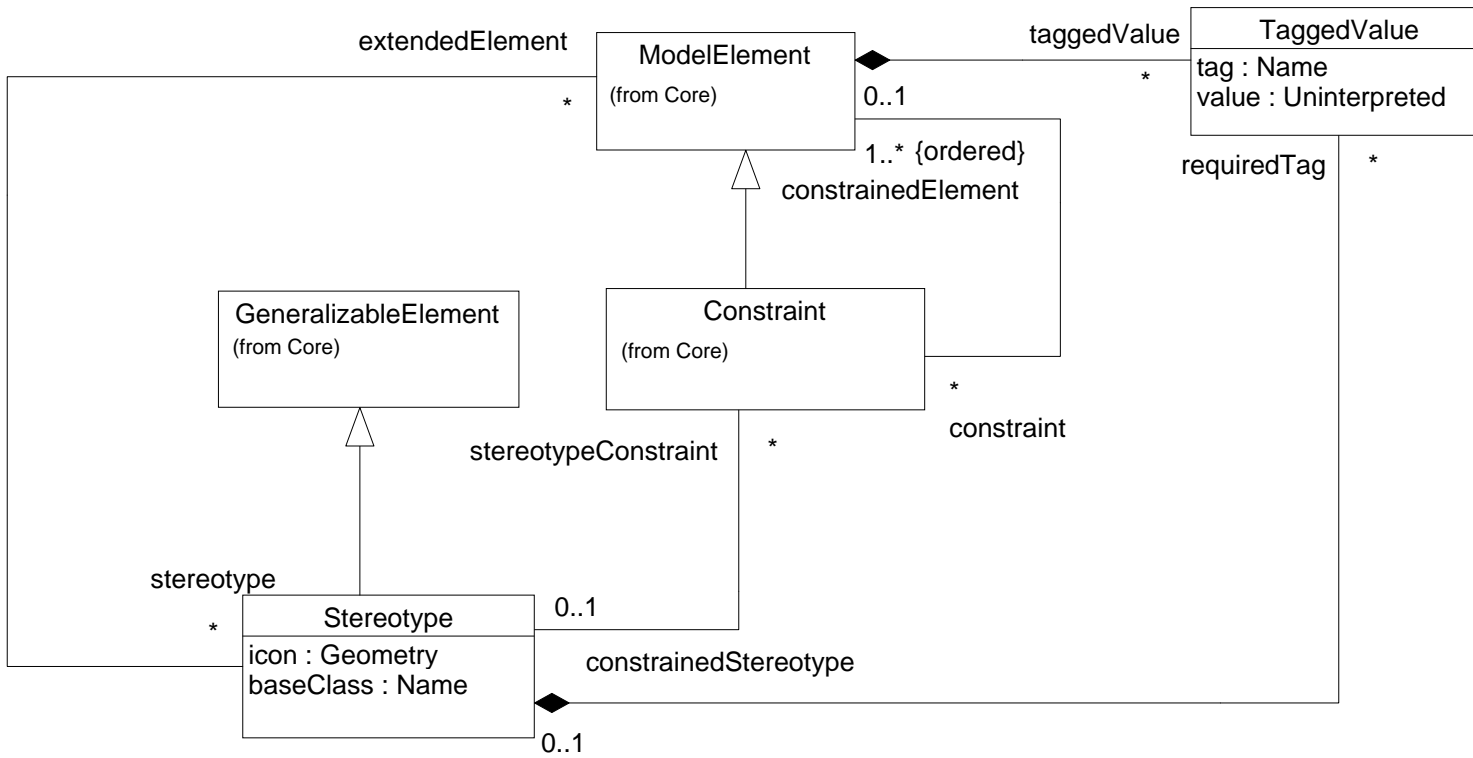 extendedElement
*
ModelElement
(from Core)
0..1
1..* {ordered}
constrainedElement
taggedValue
*
TaggedValue
tag : Name
value : Uninterpreted
requiredTag
*
GeneralizableElement
(from Core)
Constraint
(from Core)
*
constraint
stereotypeConstraint
*
stereotype
*
Stereotype
icon : Geometry
baseClass : Name
0..1
constrainedStereotype
0..1